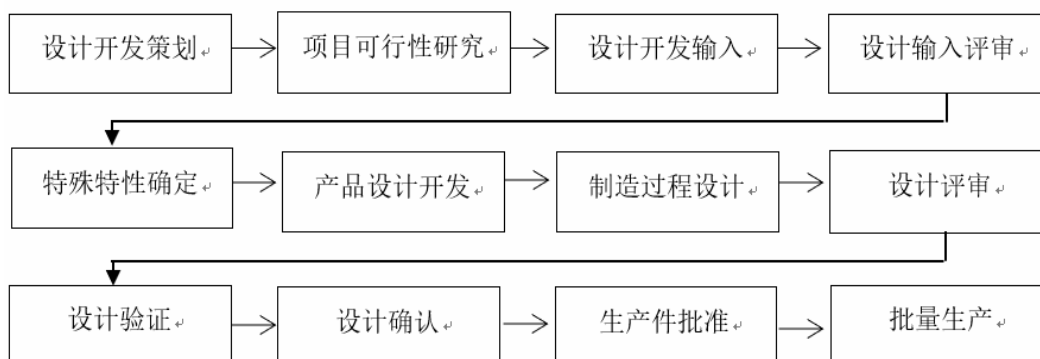 设计开发策划
项目可行性研究
设计开发输入
设计输入评审
特殊特性确定
产品设计开发
制造过程设计
设计评审
设计验证
设计确认
生产件批准
批量生产